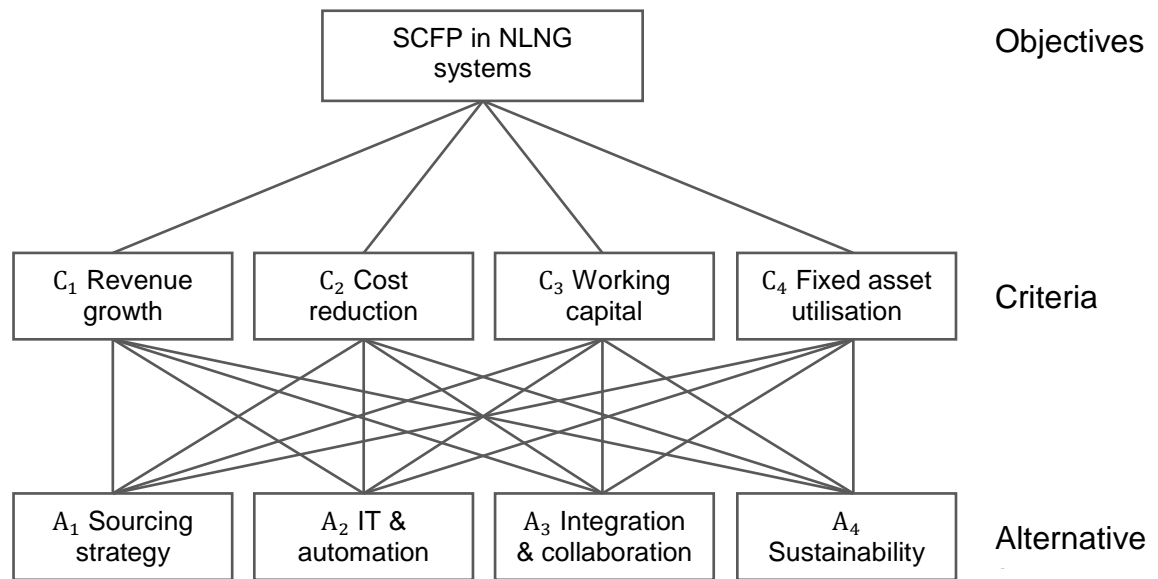 SCFP in NLNG
systems
Objectives
C₁ Revenue
growth
C₂ Cost
reduction
C₃ Working
capital
C₄ Fixed asset
utilisation
Criteria
A₁ Sourcing
strategy
A₂ IT &
automation
A₃ Integration
& collaboration
A₄
Sustainability
Alternative